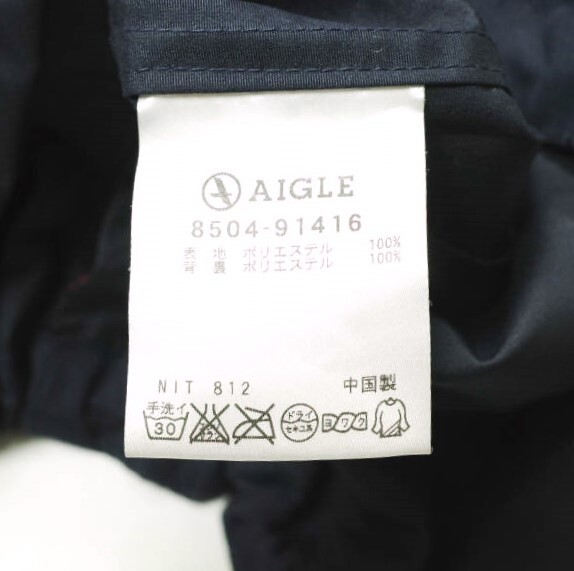 AIGLE
8504-91416
表 地 ポリエステル 100%
背 裏 ポリエステル 100%
NIT 812 中国製
手洗イ
30
ドライ
セキユ系
ヨワク